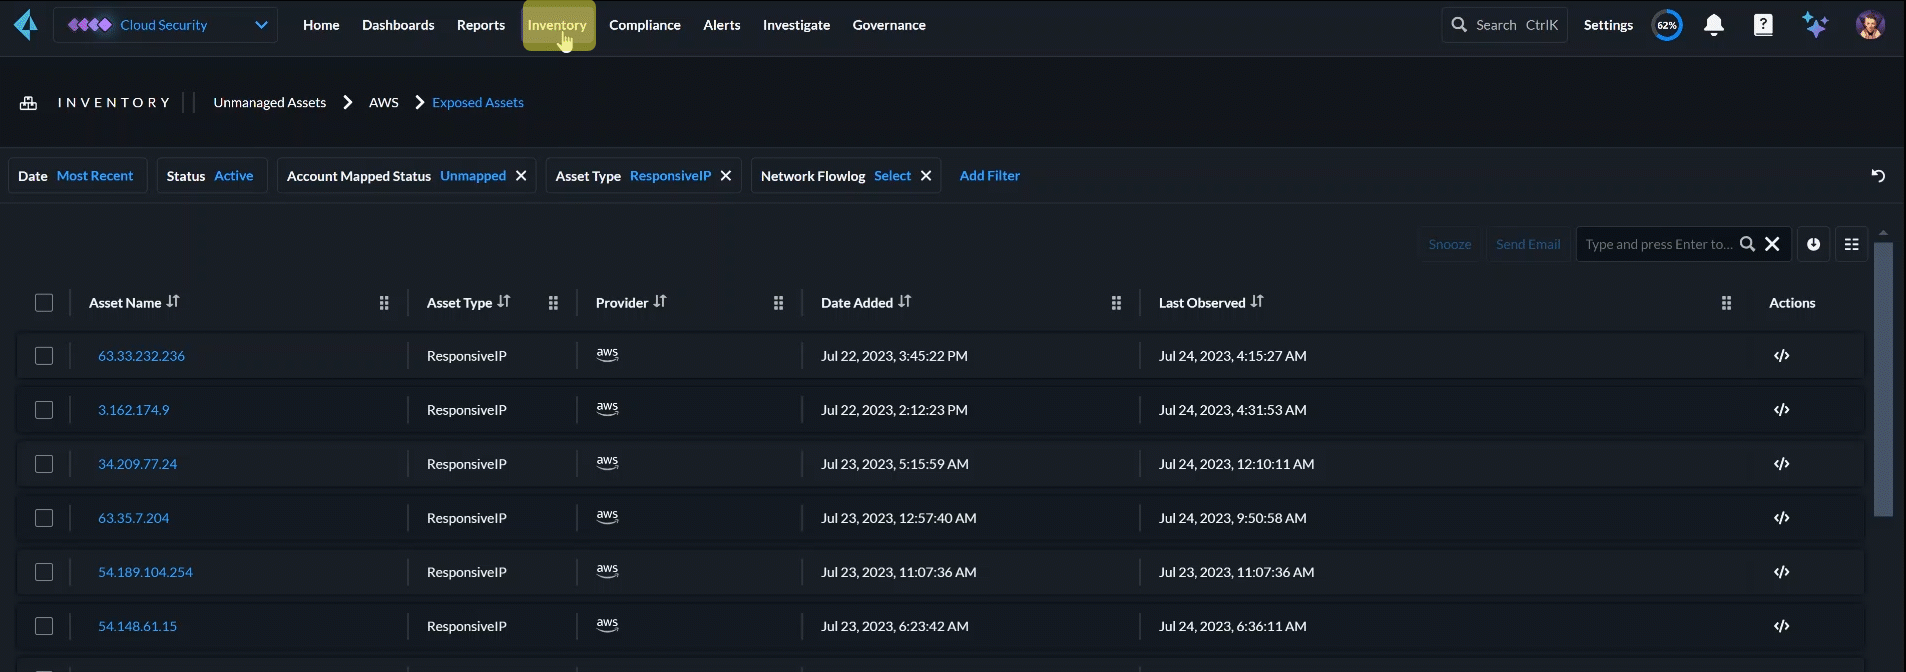 Cloud Security Home Dashboards Reports Inventory Compliance Alerts Investigate Governance Search CtrlK Settings 62% ?
INVENTORY Unmanaged Assets AWS Exposed Assets
Date Most Recent Status Active Account Mapped Status Unmapped Asset Type ResponsiveIP Network Flowlog Select Add Filter
Snooze Send Email Type and press Enter to...
Asset Name Asset Type Provider Date Added Last Observed Actions
63.33.232.236 ResponsiveIP aws Jul 22, 2023, 3:45:22 PM Jul 24, 2023, 4:15:27 AM </>
3.162.174.9 ResponsiveIP aws Jul 22, 2023, 2:12:23 PM Jul 24, 2023, 4:31:53 AM </>
34.209.77.24 ResponsiveIP aws Jul 23, 2023, 5:15:59 AM Jul 24, 2023, 12:10:11 AM </>
63.35.7.204 ResponsiveIP aws Jul 23, 2023, 12:57:40 AM Jul 24, 2023, 9:50:58 AM </>
54.189.104.254 ResponsiveIP aws Jul 23, 2023, 11:07:36 AM Jul 23, 2023, 11:07:36 AM </>
54.148.61.15 ResponsiveIP aws Jul 23, 2023, 6:23:42 AM Jul 24, 2023, 6:36:11 AM </>